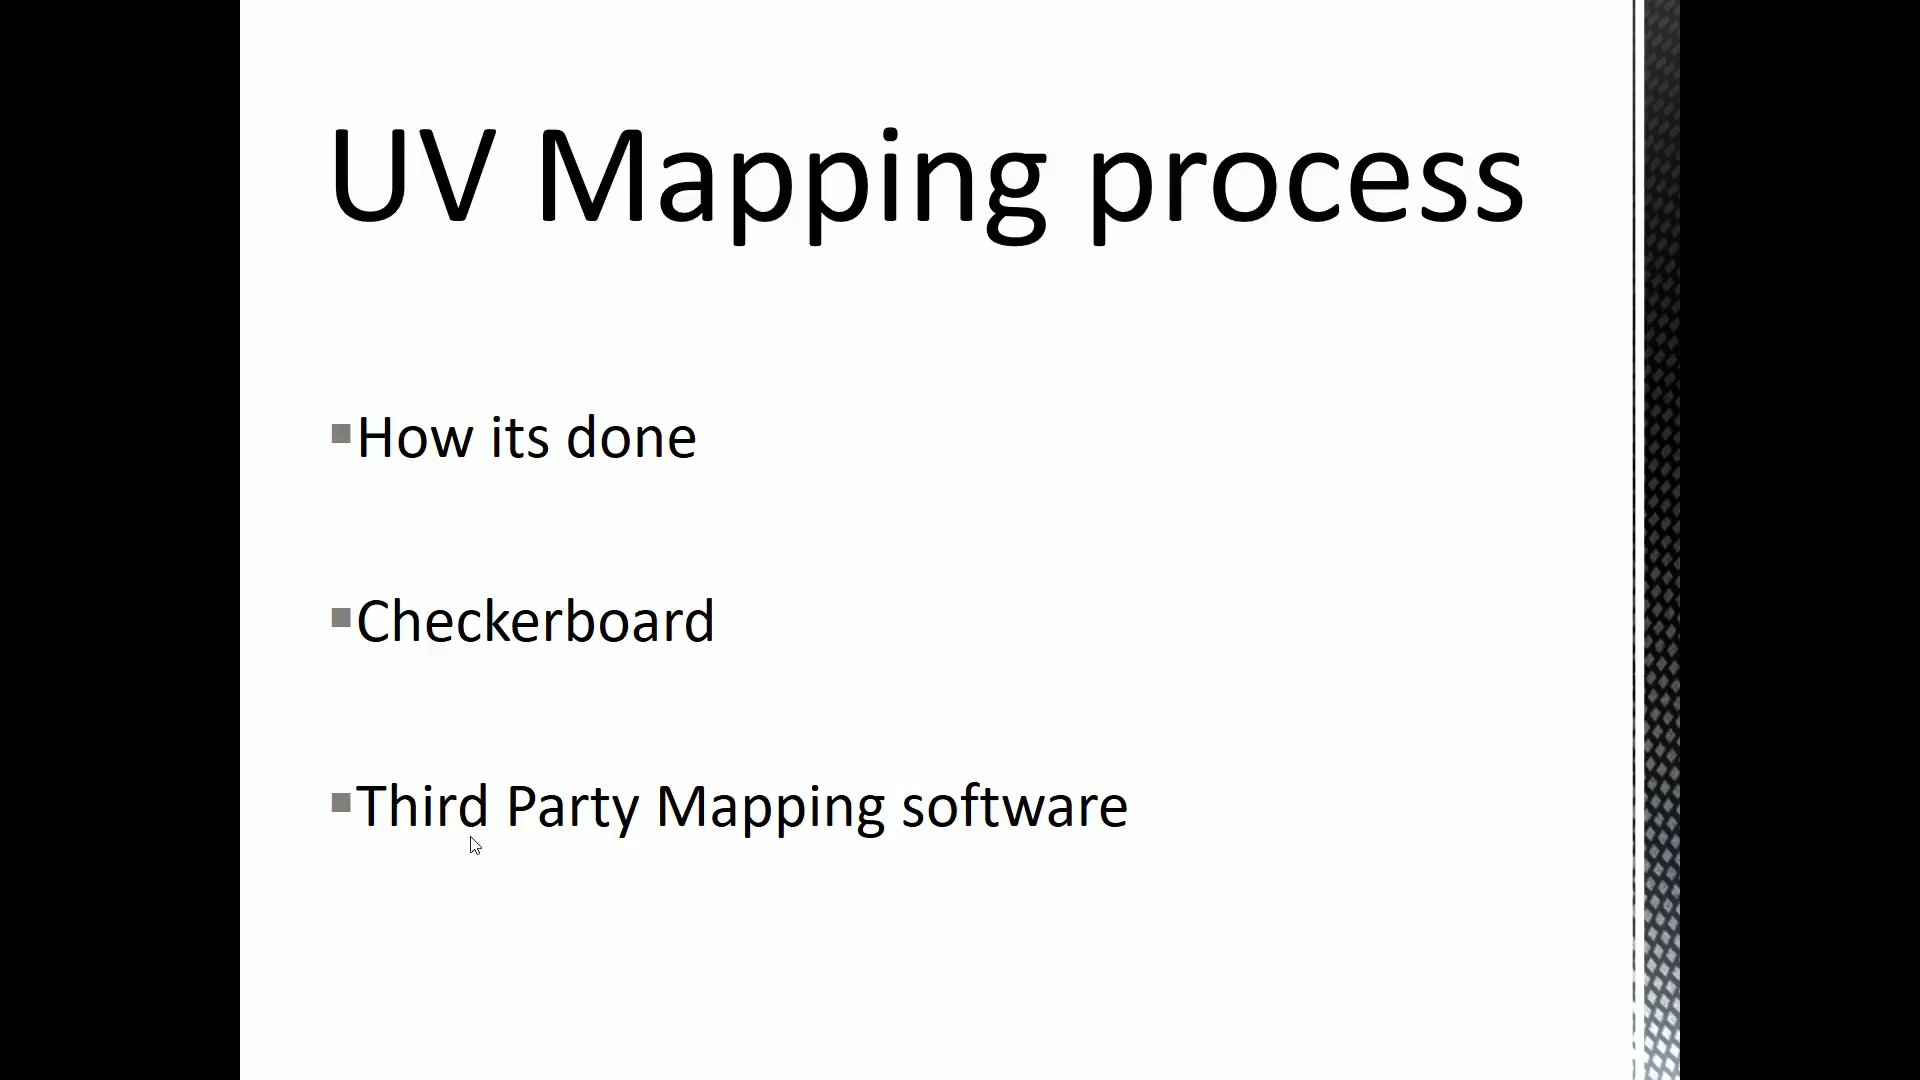 UV Mapping process
How its done
Checkerboard
Third Party Mapping software